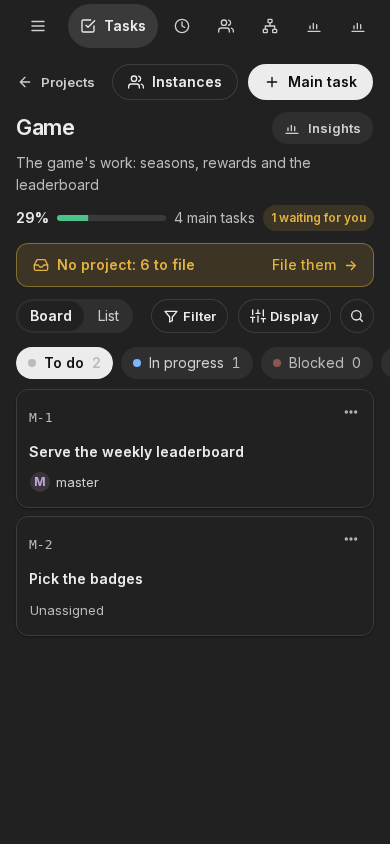 Tasks
Projects
Instances
Main task
Game
Insights
The game's work: seasons, rewards and the
leaderboard
29%
4 main tasks
1 waiting for you
No project: 6 to file
File them
Board
List
Filter
Display
To do 2
In progress 1
Blocked 0
M-1
Serve the weekly leaderboard
M master
M-2
Pick the badges
Unassigned